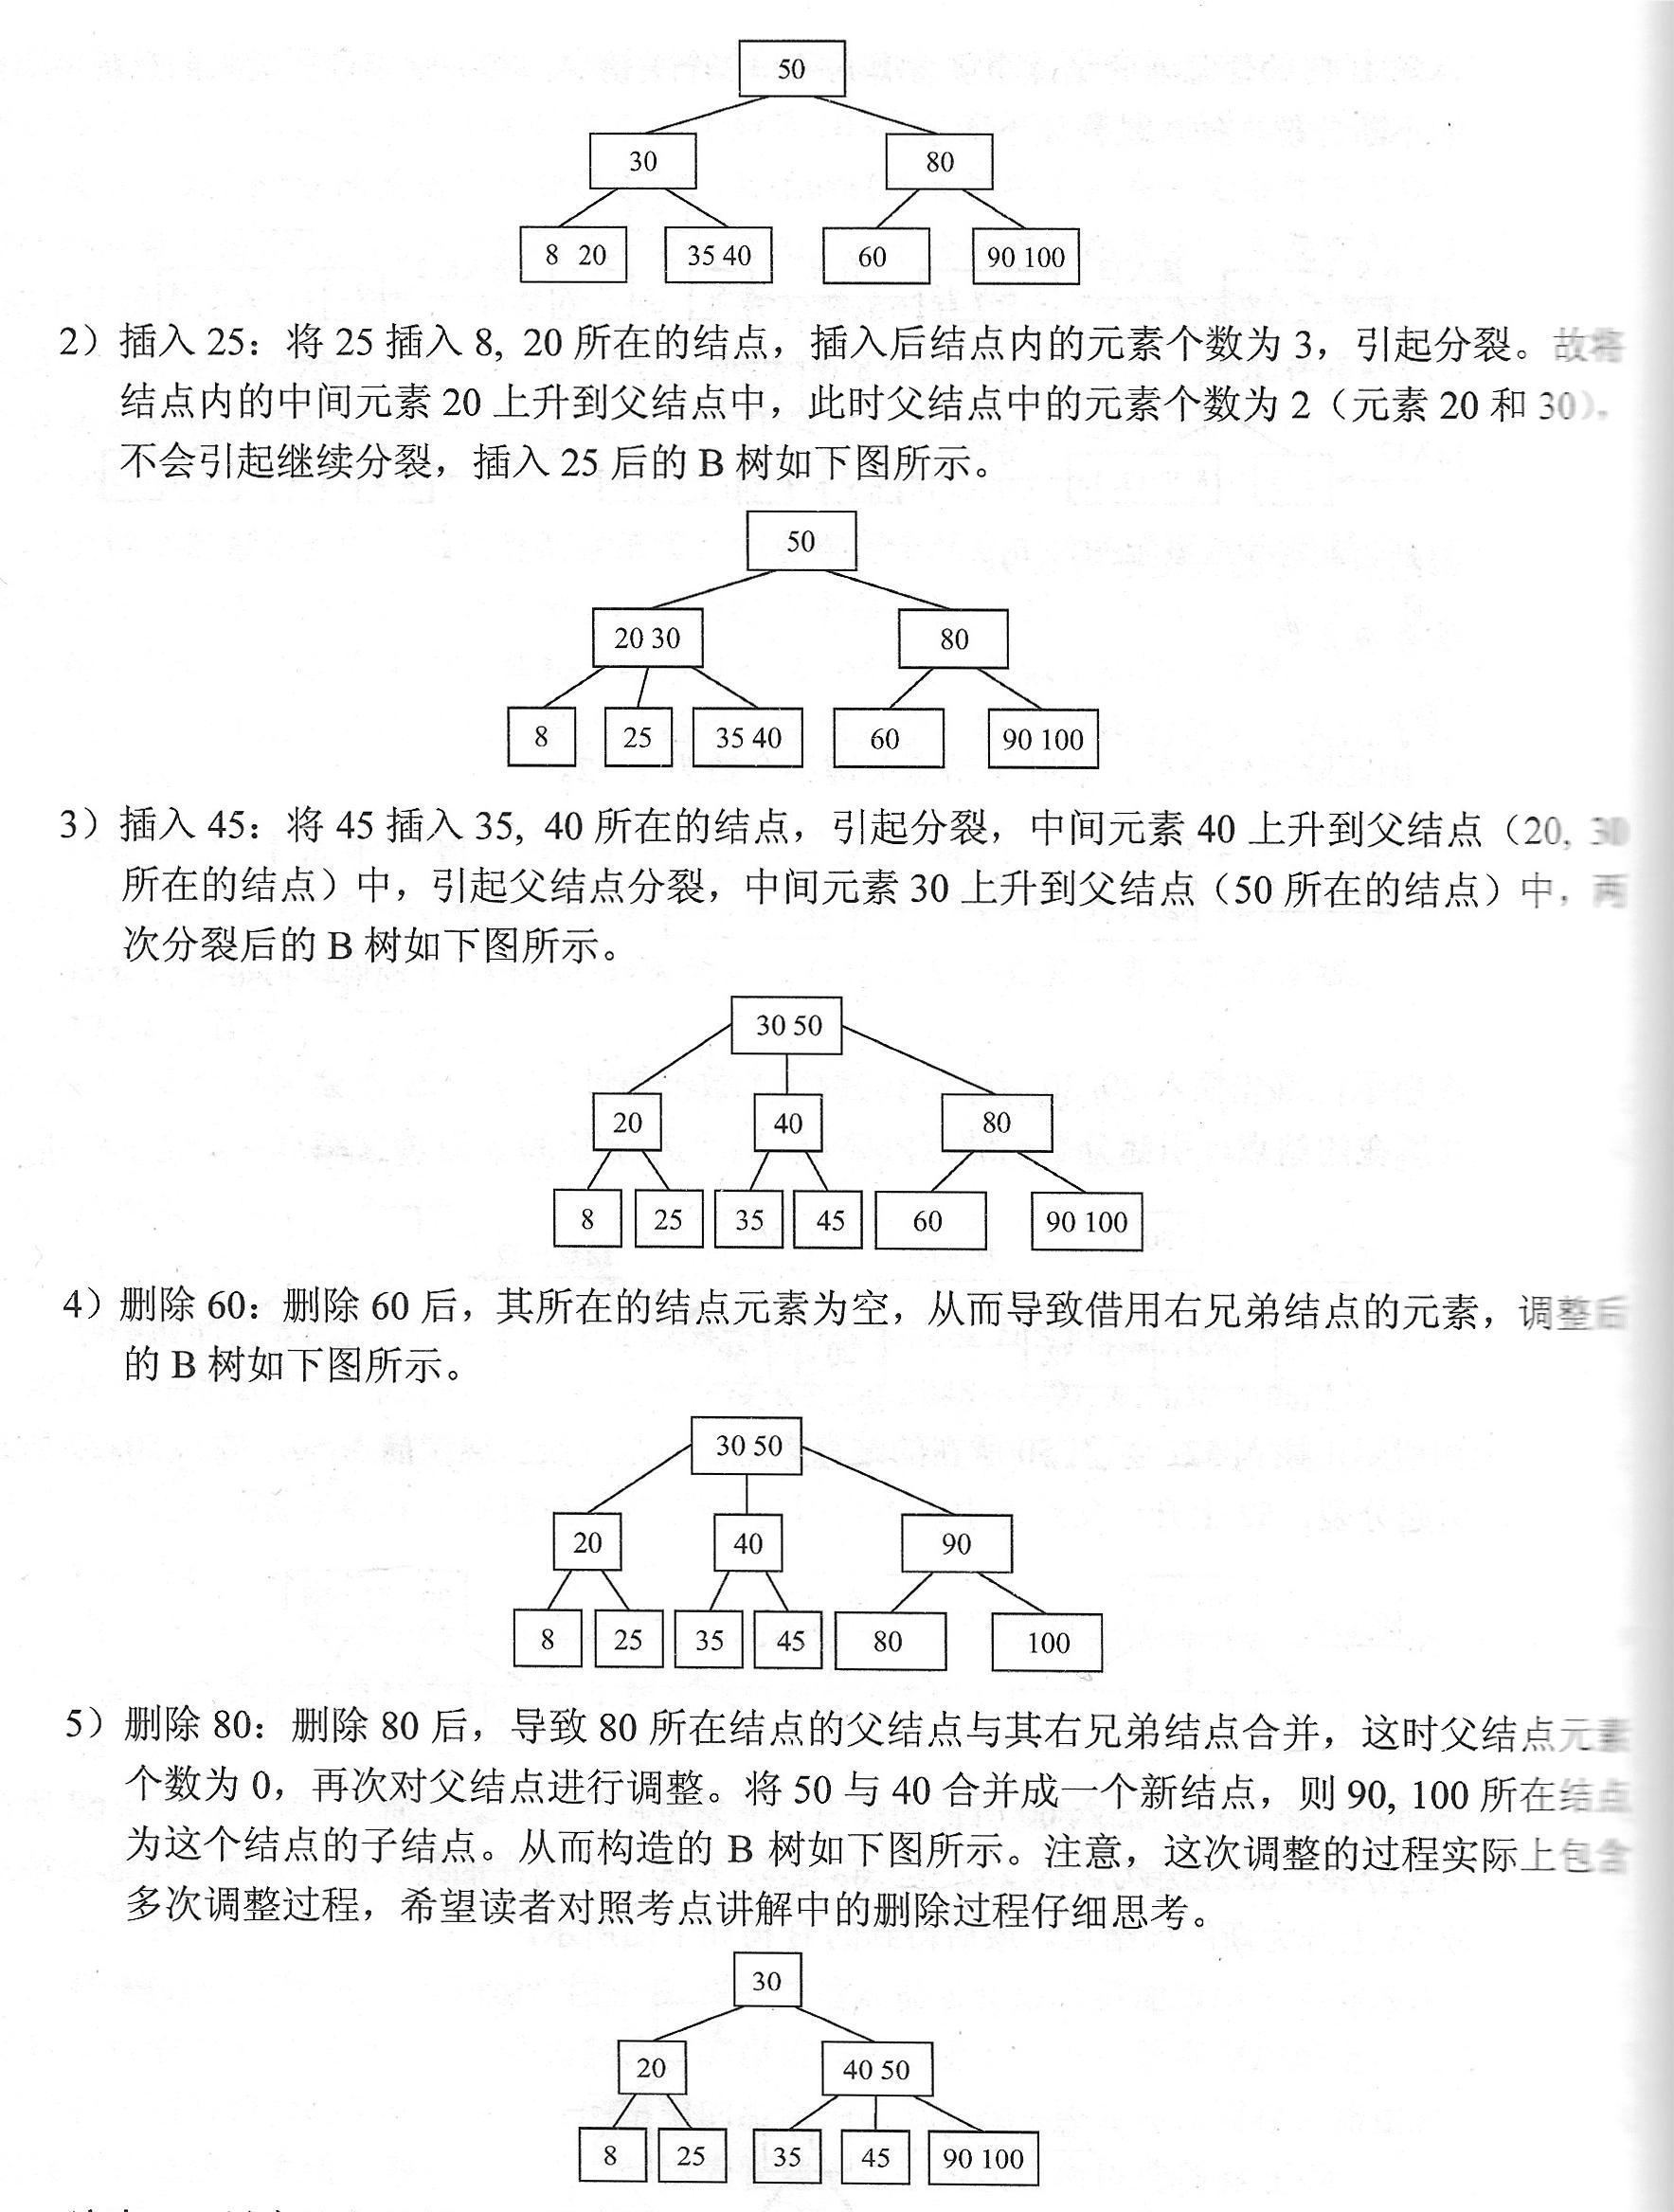 50
30 80
8 20 35 40 60 90 100
2）插入 25：将 25 插入 8, 20 所在的结点，插入后结点内的元素个数为 3，引起分裂。故将
结点内的中间元素 20 上升到父结点中，此时父结点中的元素个数为 2（元素 20 和 30），
不会引起继续分裂，插入 25 后的 B 树如下图所示。
50
20 30 80
8 25 35 40 60 90 100
3）插入 45：将 45 插入 35, 40 所在的结点，引起分裂，中间元素 40 上升到父结点（20, 30
所在的结点）中，引起父结点分裂，中间元素 30 上升到父结点（50 所在的结点）中，两
次分裂后的 B 树如下图所示。
30 50
20 40 80
8 25 35 45 60 90 100
4）删除 60：删除 60 后，其所在的结点元素为空，从而导致借用右兄弟结点的元素，调整后
的 B 树如下图所示。
30 50
20 40 90
8 25 35 45 80 100
5）删除 80：删除 80 后，导致 80 所在结点的父结点与其右兄弟结点合并，这时父结点元素
个数为 0，再次对父结点进行调整。将 50 与 40 合并成一个新结点，则 90, 100 所在结点
为这个结点的子结点。从而构造的 B 树如下图所示。注意，这次调整的过程实际上包含
多次调整过程，希望读者对照考点讲解中的删除过程仔细思考。
30
20 40 50
8 25 35 45 90 100